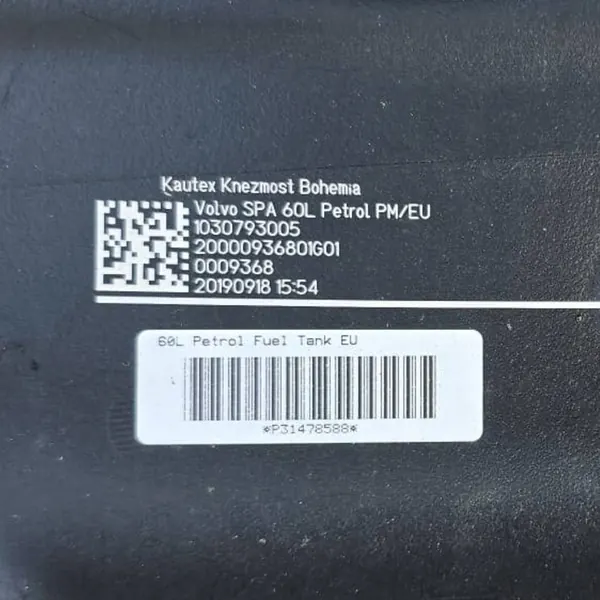 Kautex Knezmost Bohemia
Volvo SPA 60L Petrol PM/EU
1030793005
20000936801G01
0009368
20190918 15:54
60L Petrol Fuel Tank EU
*P31478588*